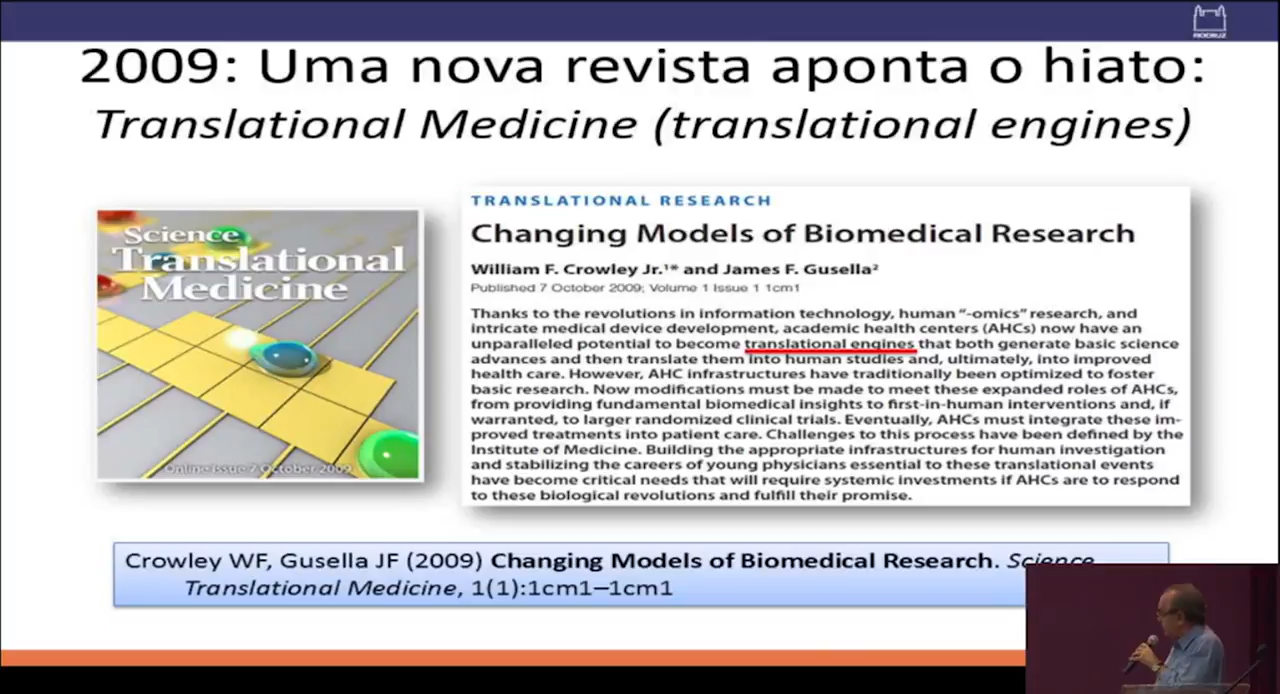 FIOCRUZ
2009: Uma nova revista aponta o hiato:
Translational Medicine (translational engines)
Science
Translational
Medicine
Online Issue 7 October 2009
TRANSLATIONAL RESEARCH
Changing Models of Biomedical Research
William F. Crowley Jr.¹* and James F. Gusella²
Published 7 October 2009; Volume 1 Issue 1 1cm1
Thanks to the revolutions in information technology, human “-omics” research, and
intricate medical device development, academic health centers (AHCs) now have an
unparalleled potential to become translational engines that both generate basic science
advances and then translate them into human studies and, ultimately, into improved
health care. However, AHC infrastructures have traditionally been optimized to foster
basic research. Now modifications must be made to meet these expanded roles of AHCs,
from providing fundamental biomedical insights to first-in-human interventions and, if
warranted, to larger randomized clinical trials. Eventually, AHCs must integrate these im-
proved treatments into patient care. Challenges to this process have been defined by the
Institute of Medicine. Building the appropriate infrastructures for human investigation
and stabilizing the careers of young physicians essential to these translational events
have become critical needs that will require systemic investments if AHCs are to respond
to these biological revolutions and fulfill their promise.
Crowley WF, Gusella JF (2009) Changing Models of Biomedical Research. Science
Translational Medicine, 1(1):1cm1–1cm1